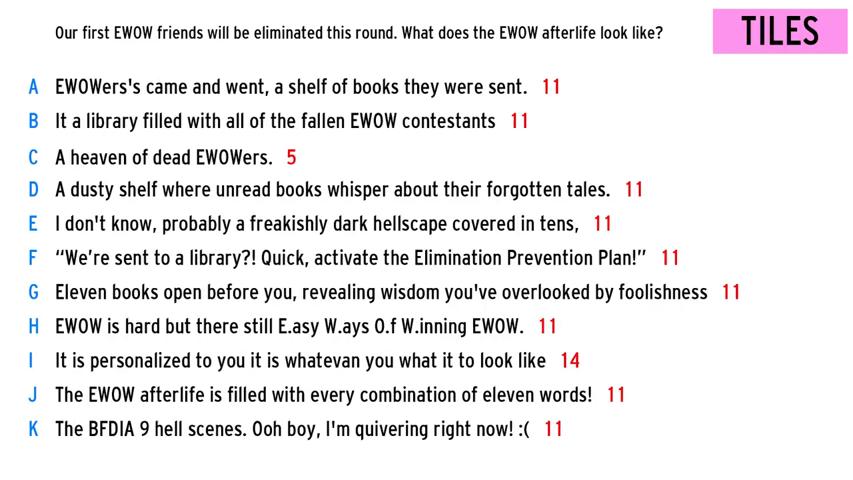 Our first EWOW friends will be eliminated this round. What does the EWOW afterlife look like?
TILES
A EWOWers's came and went, a shelf of books they were sent. 11
B It a library filled with all of the fallen EWOW contestants 11
C A heaven of dead EWOWers. 5
D A dusty shelf where unread books whisper about their forgotten tales. 11
E I don't know, probably a freakishly dark hellscape covered in tens, 11
F “We’re sent to a library?! Quick, activate the Elimination Prevention Plan!” 11
G Eleven books open before you, revealing wisdom you've overlooked by foolishness 11
H EWOW is hard but there still E.asy W.ays O.f W.inning EWOW. 11
I It is personalized to you it is whatevan you what it to look like 14
J The EWOW afterlife is filled with every combination of eleven words! 11
K The BFDIA 9 hell scenes. Ooh boy, I'm quivering right now! :( 11